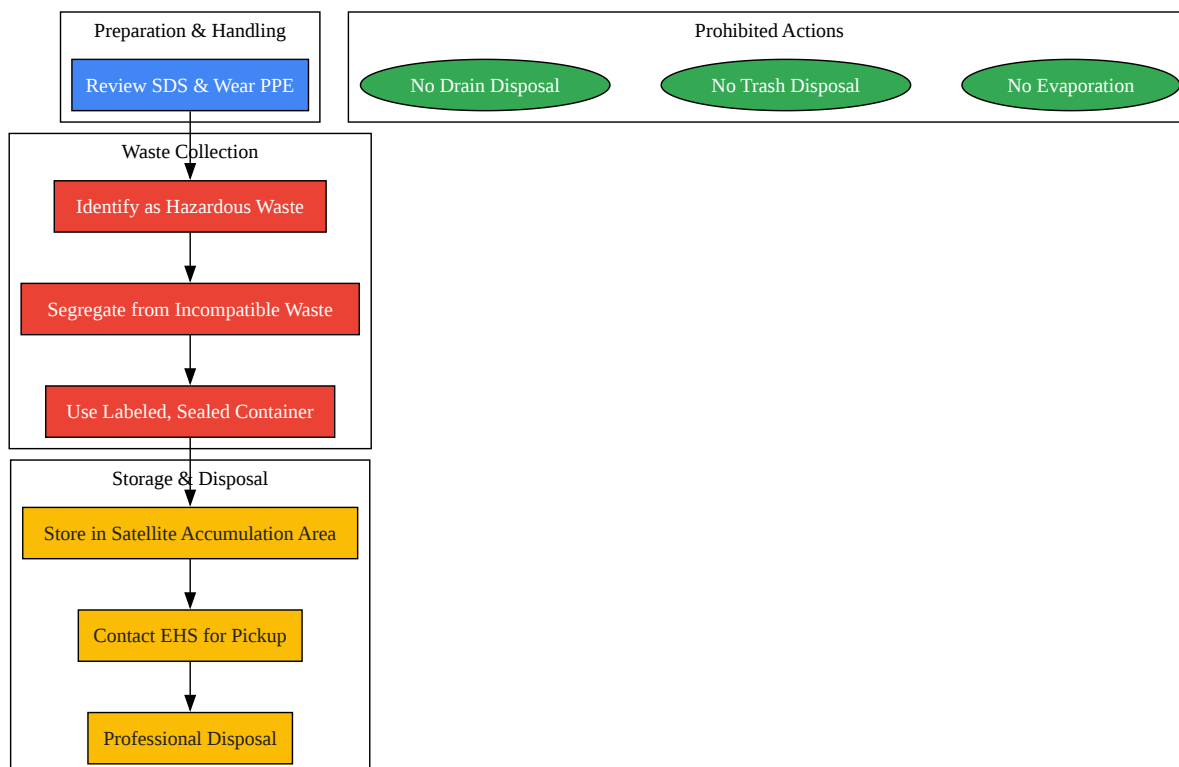 Preparation & Handling
Review SDS & Wear PPE
Prohibited Actions
No Drain Disposal
No Trash Disposal
No Evaporation
Waste Collection
Identify as Hazardous Waste
Segregate from Incompatible Waste
Use Labeled, Sealed Container
Storage & Disposal
Store in Satellite Accumulation Area
Contact EHS for Pickup
Professional Disposal